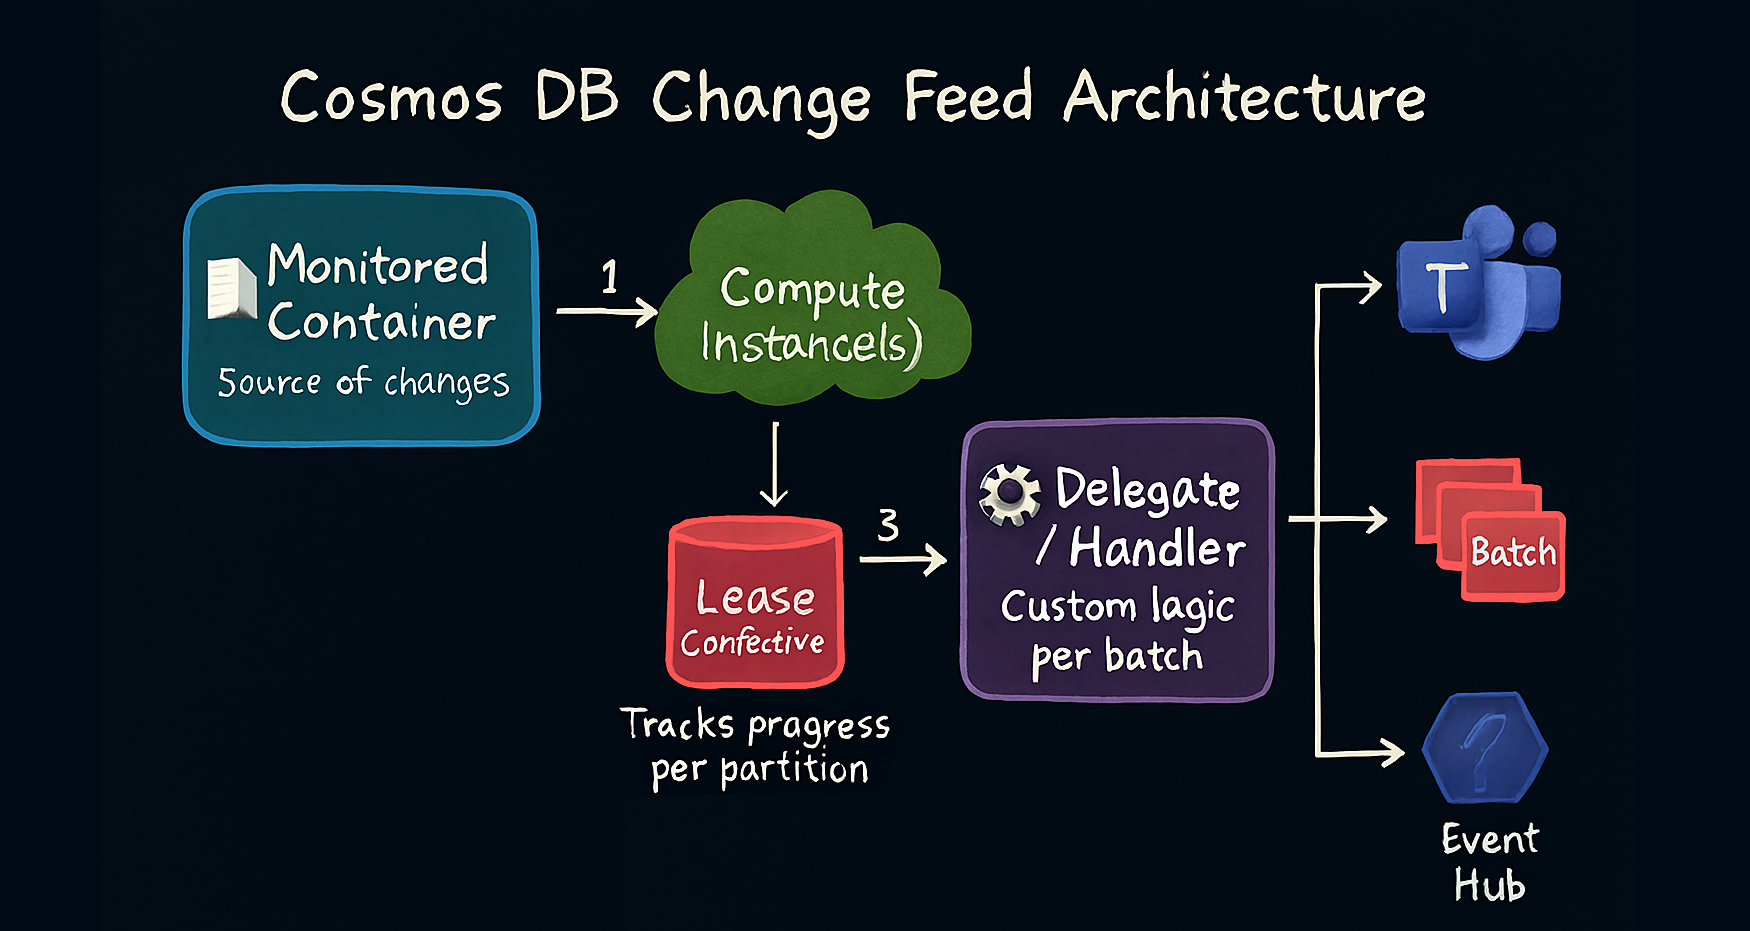 Cosmos DB Change Feed Architecture
Monitored
Container
Source of changes
1
Compute
Instancels)
3
Lease
Confective
Tracks pragress
per partition
Delegate
/ Handler
Custom lagic
per batch
T
Batch
?
Event
Hub